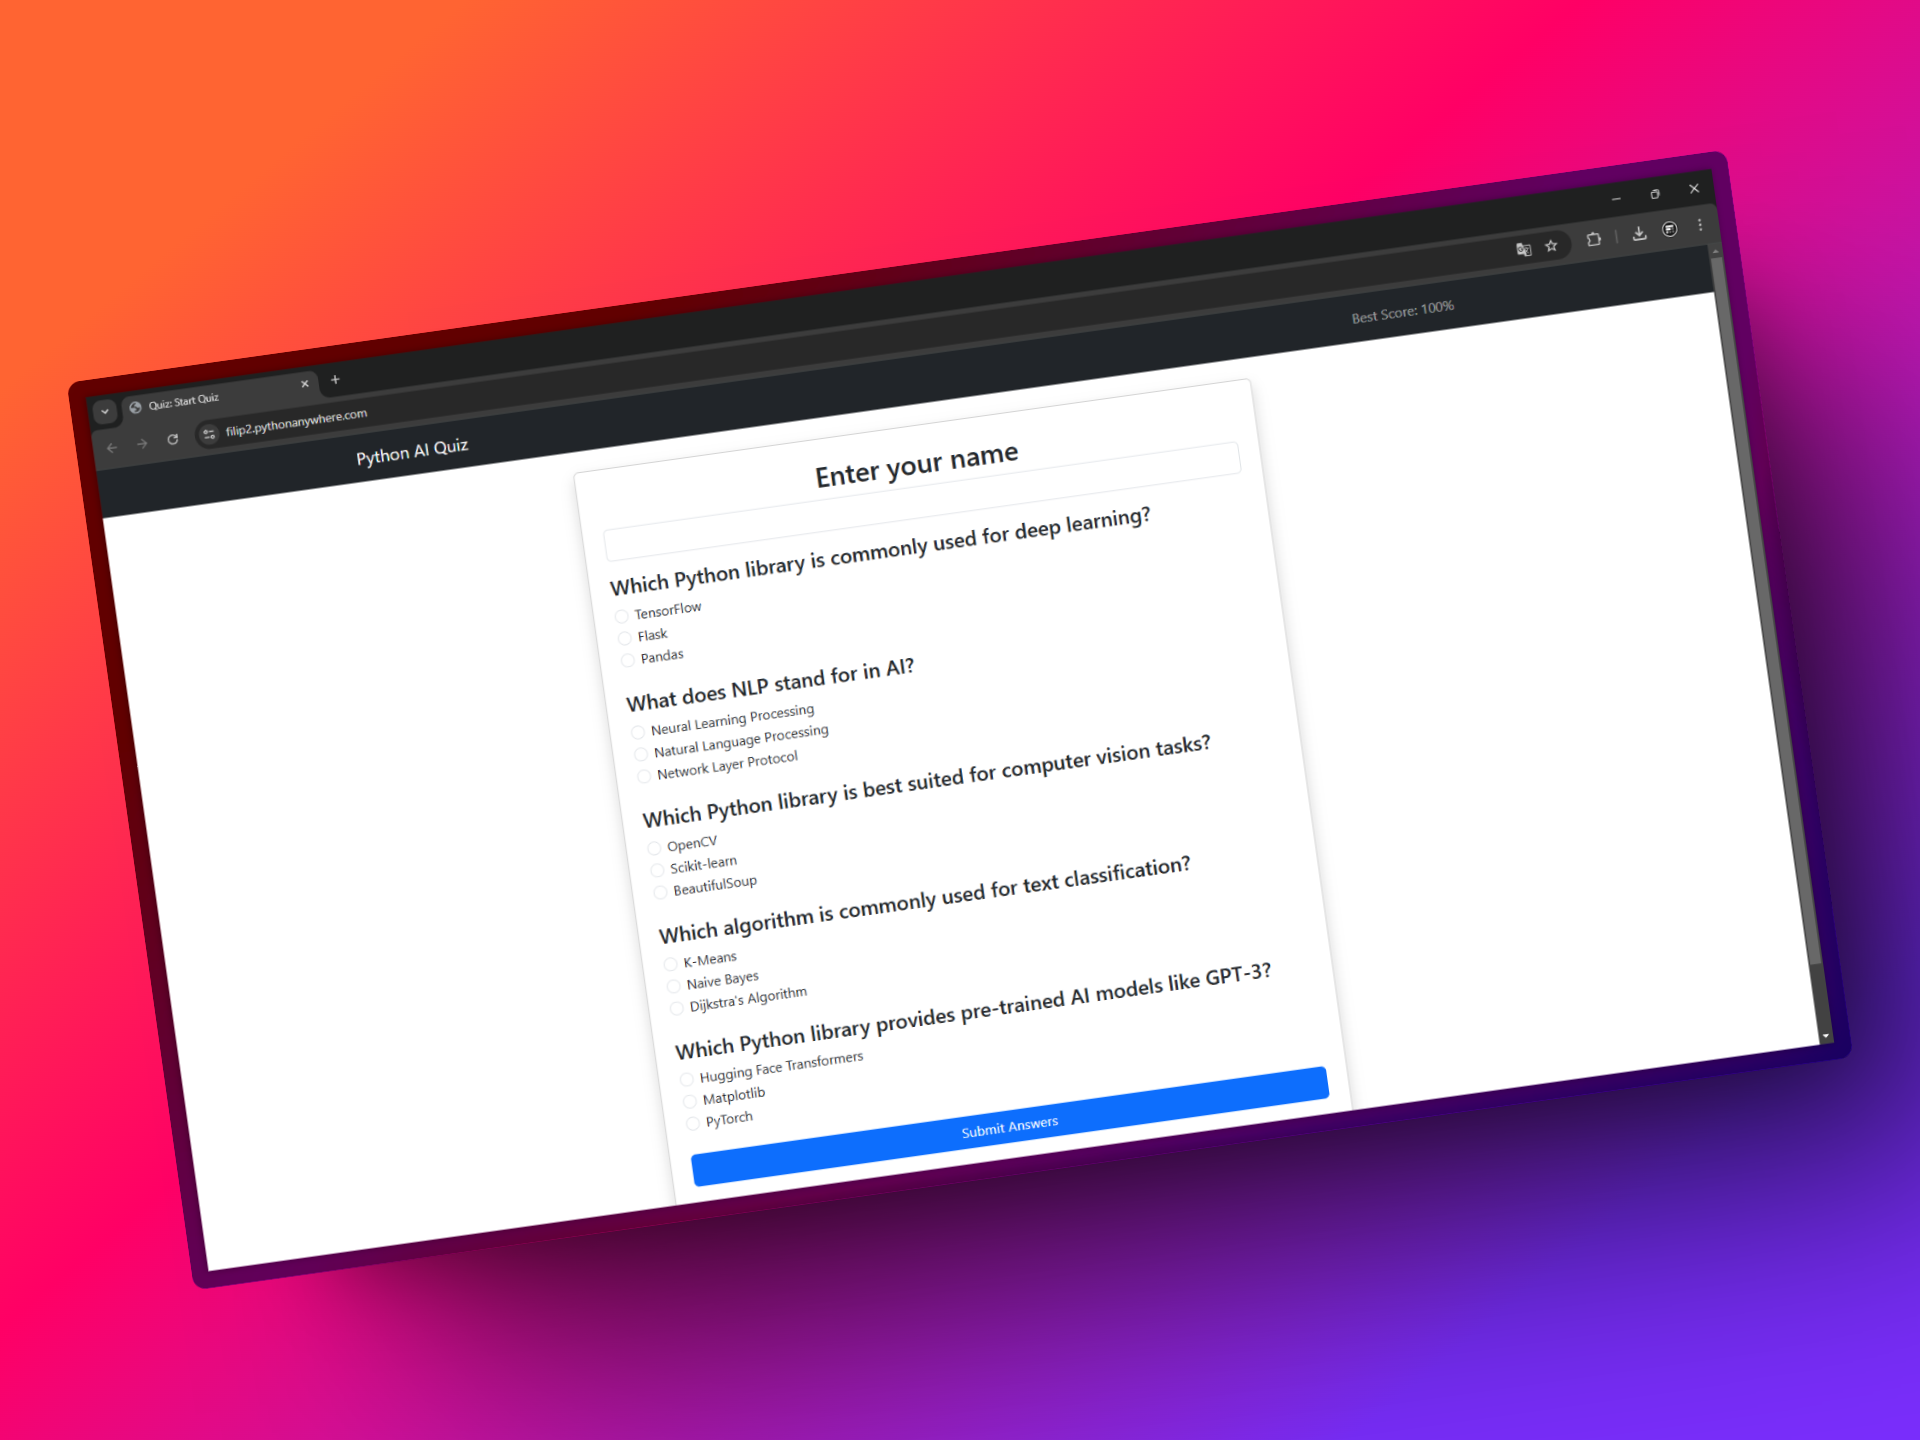 Quiz: Start Quiz
filip2.pythonanywhere.com
Python AI Quiz
Best Score: 100%
Enter your name
Which Python library is commonly used for deep learning?
TensorFlow
Flask
Pandas
What does NLP stand for in AI?
Neural Learning Processing
Natural Language Processing
Network Layer Protocol
Which Python library is best suited for computer vision tasks?
OpenCV
Scikit-learn
BeautifulSoup
Which algorithm is commonly used for text classification?
K-Means
Naive Bayes
Dijkstra's Algorithm
Which Python library provides pre-trained AI models like GPT-3?
Hugging Face Transformers
Matplotlib
PyTorch
Submit Answers